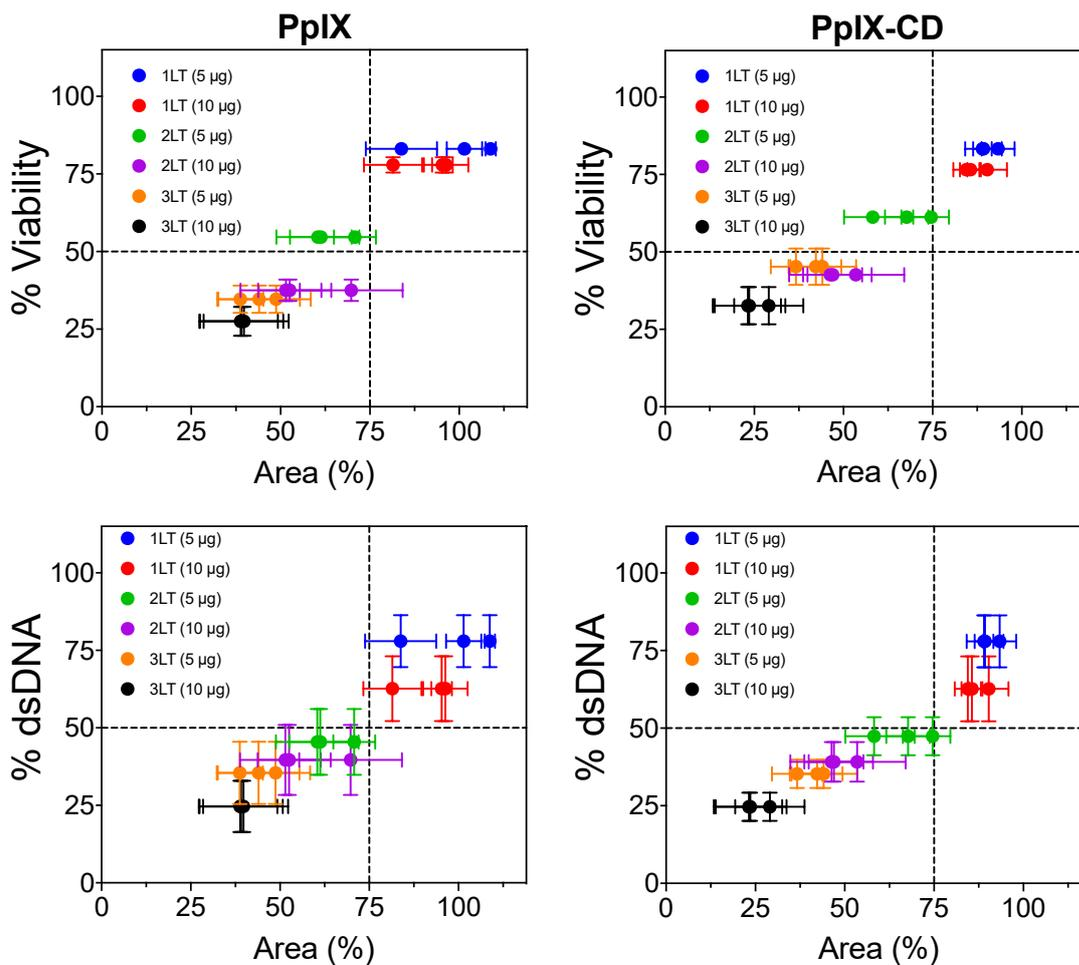 PpIX
% Viability
100
75
50
25
0
1LT (5 µg)
1LT (10 µg)
2LT (5 µg)
2LT (10 µg)
3LT (5 µg)
3LT (10 µg)
0 25 50 75 100
Area (%)
PpIX-CD
% Viability
100
75
50
25
0
1LT (5 µg)
1LT (10 µg)
2LT (5 µg)
2LT (10 µg)
3LT (5 µg)
3LT (10 µg)
0 25 50 75 100
Area (%)
% dsDNA
100
75
50
25
0
1LT (5 µg)
1LT (10 µg)
2LT (5 µg)
2LT (10 µg)
3LT (5 µg)
3LT (10 µg)
0 25 50 75 100
Area (%)
% dsDNA
100
75
50
25
0
1LT (5 µg)
1LT (10 µg)
2LT (5 µg)
2LT (10 µg)
3LT (5 µg)
3LT (10 µg)
0 25 50 75 100
Area (%)